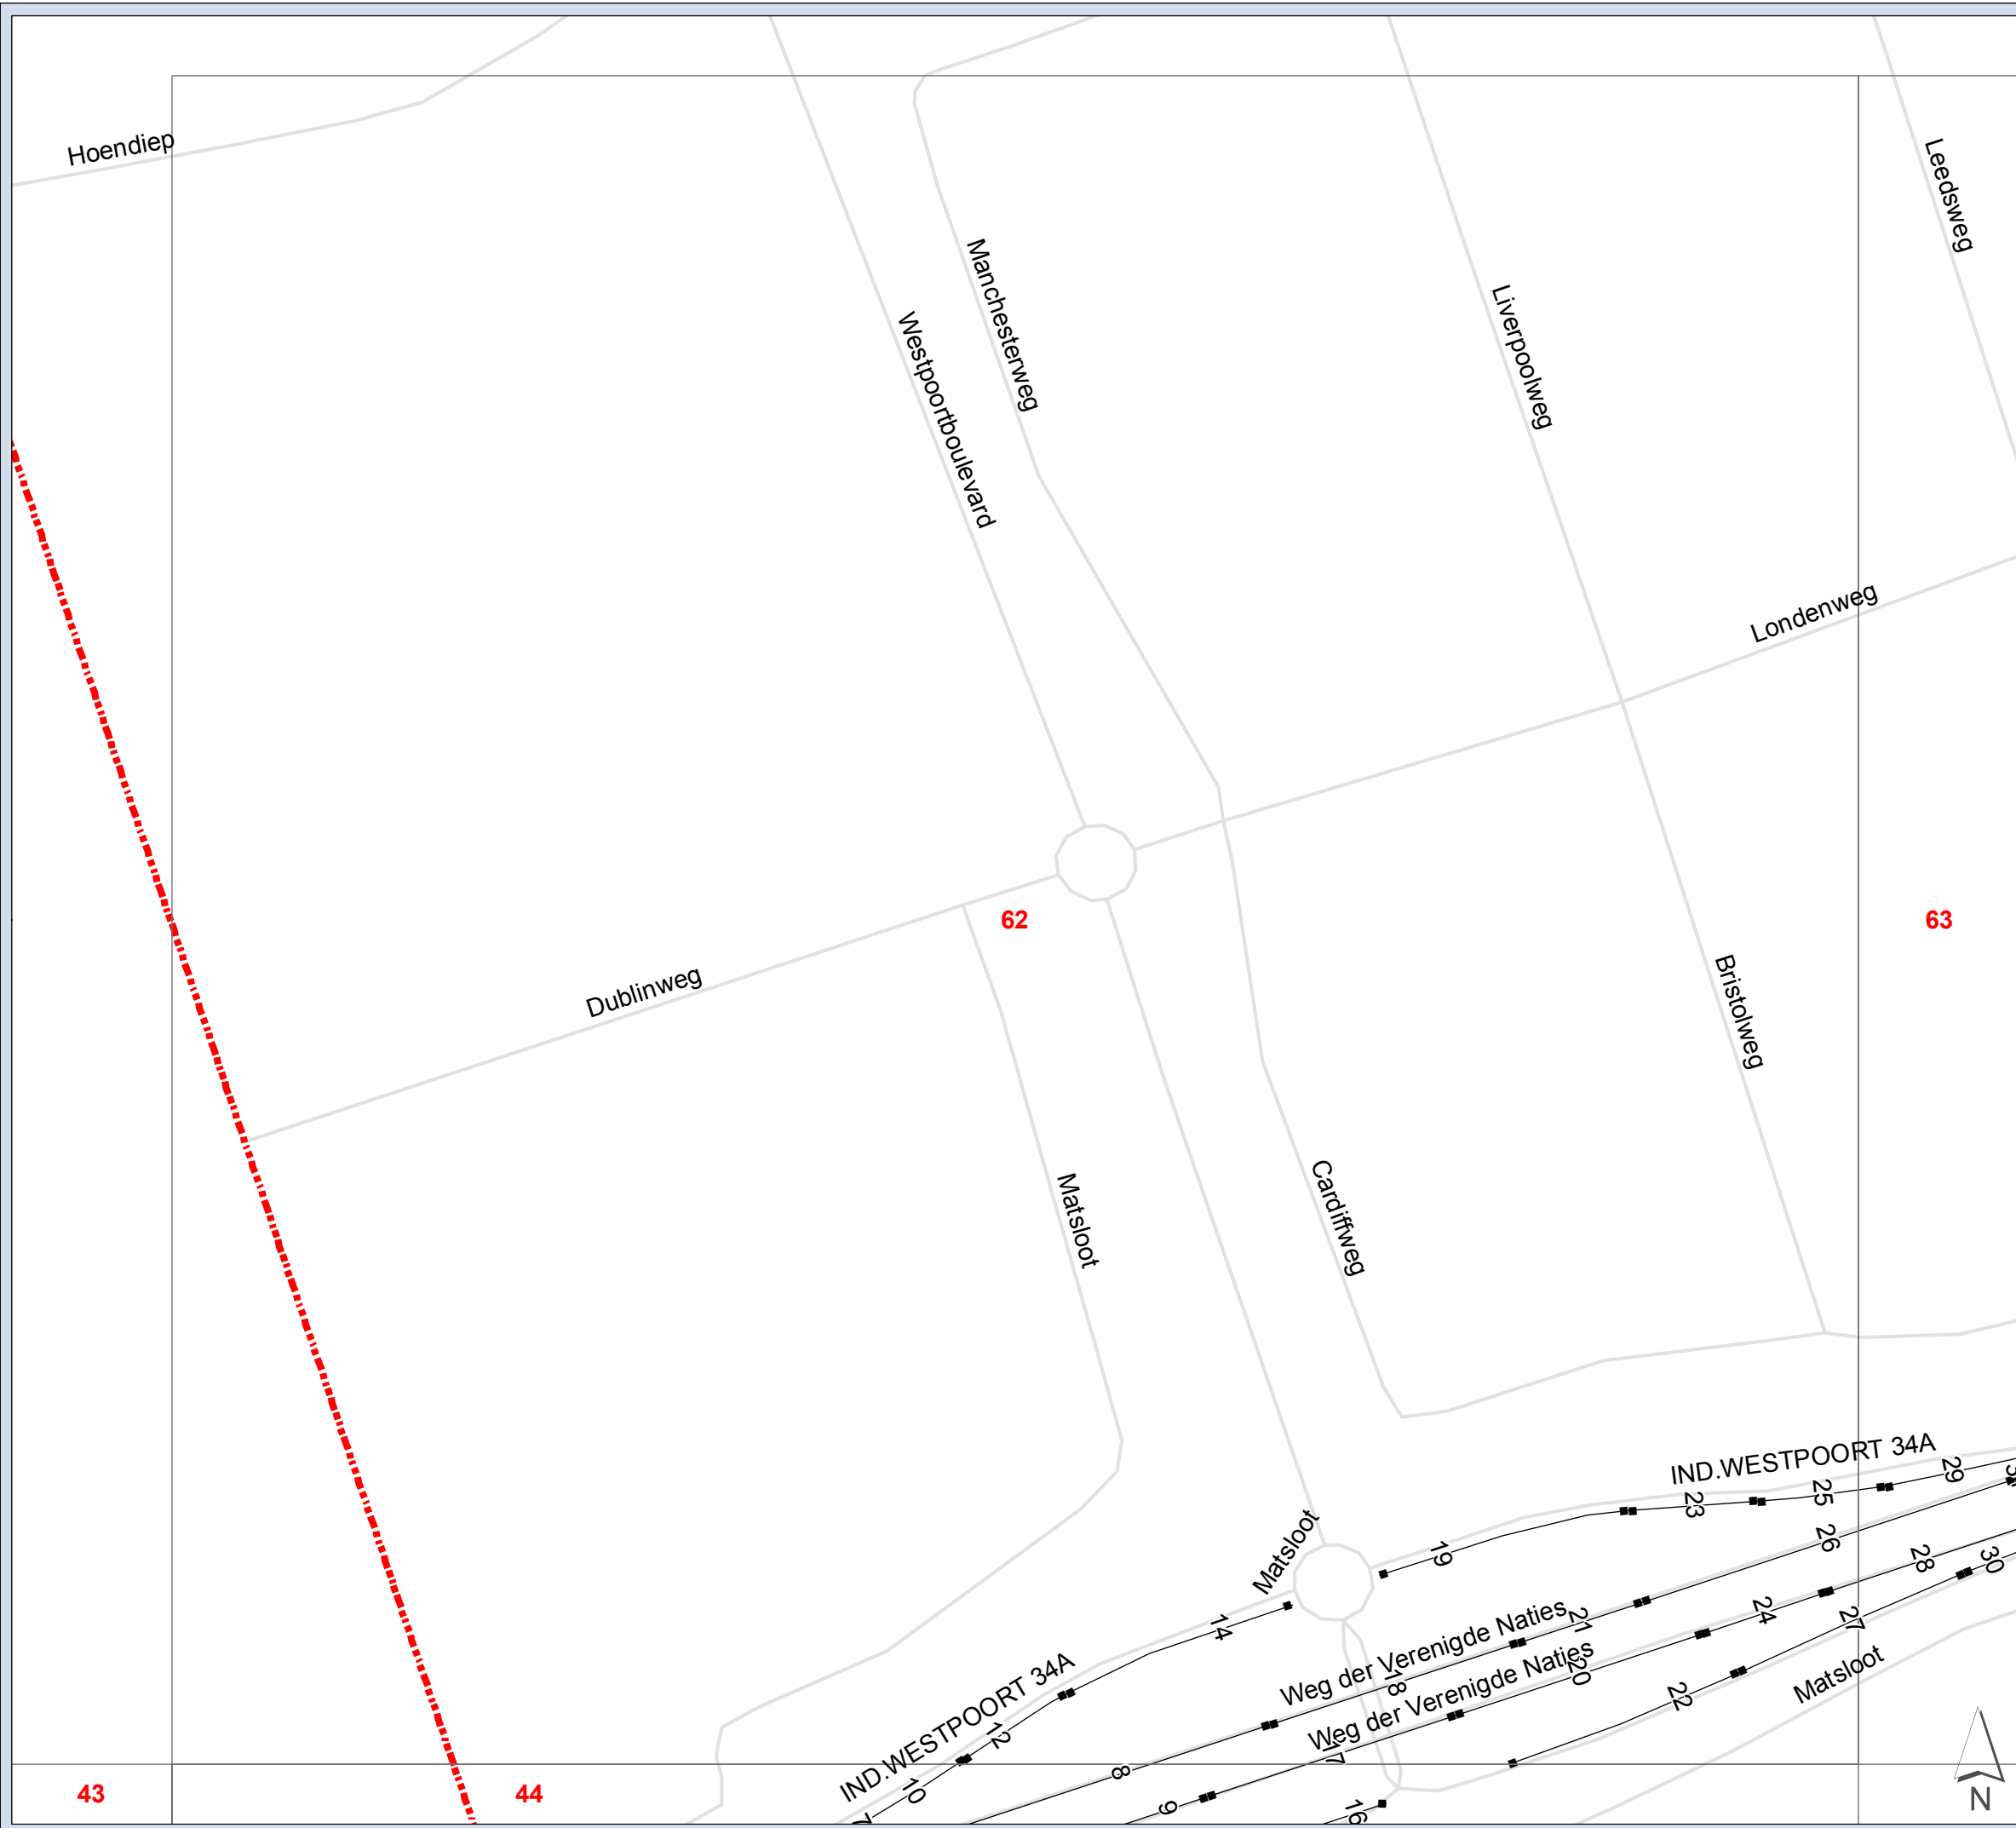 Hoendiep
Leedsweg
Manchesterweg
Liverpoolweg
Westpoortboulevard
Londenweg
62
63
Dublinweg
Bristolweg
Matsloot
Cardiffweg
IND.WESTPOORT 34A
29
25
23
19
26
Matsloot
28
30
14
Weg der Verenigde Naties
21
24
27
Weg der Verenigde Naties
20
18
22
Matsloot
IND.WESTPOORT 34A
12
17
8
10
9
16
7
43
44
N